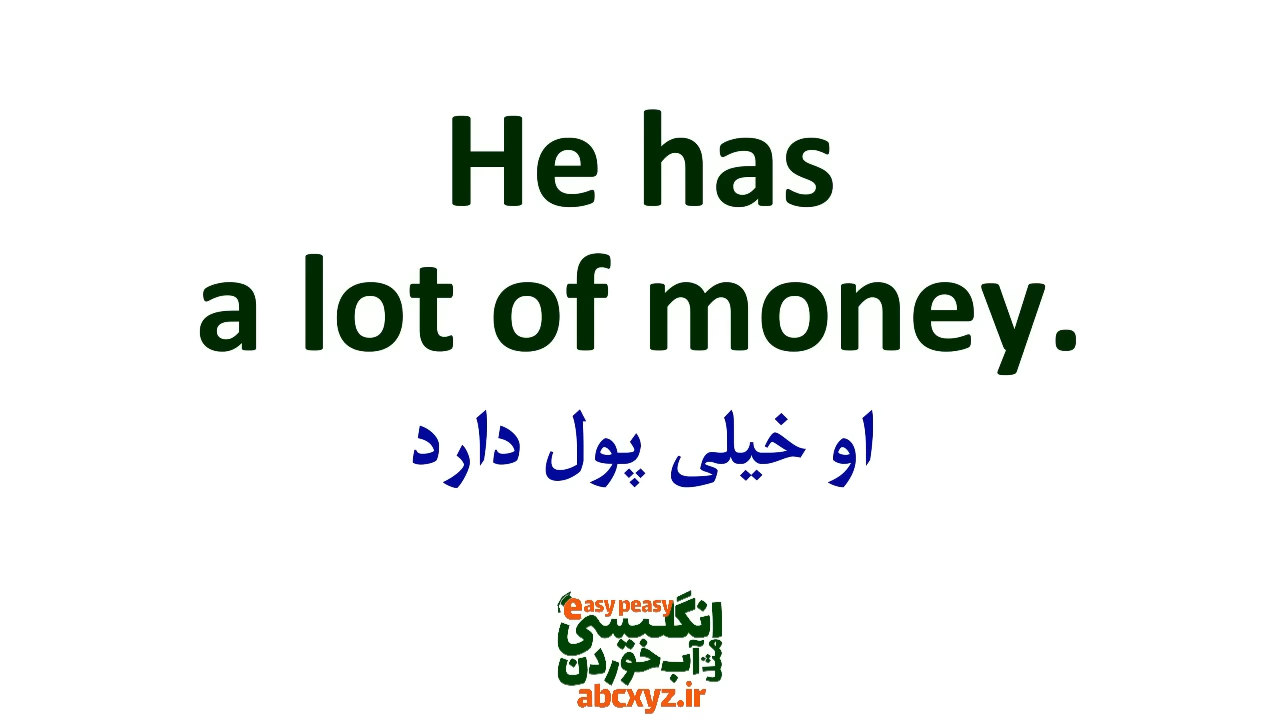 He has
a lot of money.
او خیلی پول دارد
easy peasy
انگلیسی
مثل آب خوردن
abcxyz.ir